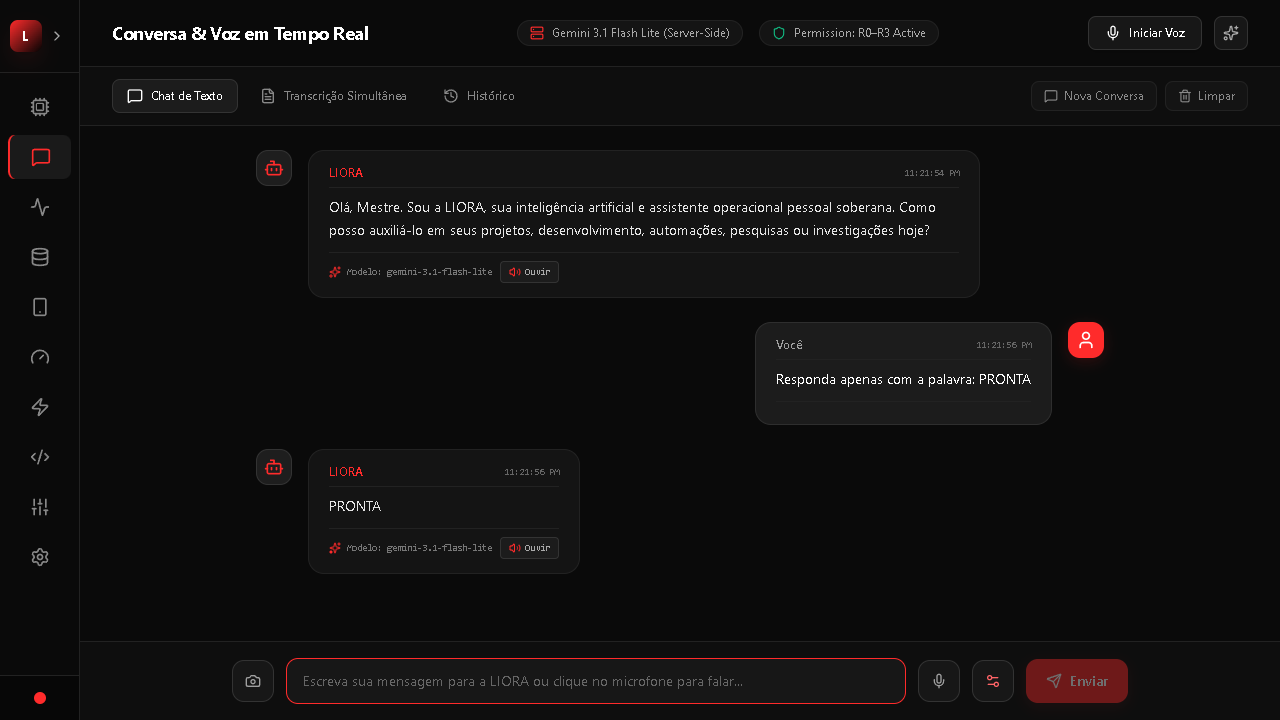 L
Conversa & Voz em Tempo Real
Gemini 3.1 Flash Lite (Server-Side)
Permission: R0–R3 Active
Iniciar Voz
Chat de Texto
Transcrição Simultânea
Histórico
Nova Conversa
Limpar
LIORA
11:21:54 PM
Olá, Mestre. Sou a LIORA, sua inteligência artificial e assistente operacional pessoal soberana. Como
posso auxiliá-lo em seus projetos, desenvolvimento, automações, pesquisas ou investigações hoje?
Modelo: gemini-3.1-flash-lite
Ouvir
Você
11:21:56 PM
Responda apenas com a palavra: PRONTA
LIORA
11:21:56 PM
PRONTA
Modelo: gemini-3.1-flash-lite
Ouvir
Escreva sua mensagem para a LIORA ou clique no microfone para falar...
Enviar